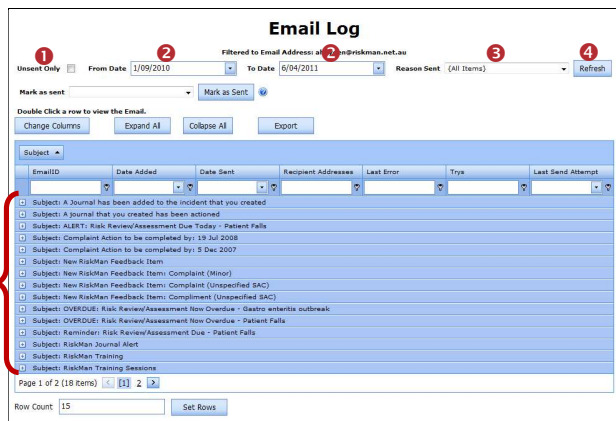 Email Log
Filtered to Email Address:
1 2 2 3 4
Unsent Only From Date 1/09/2010 To Date 6/04/2011 Reason Sent {All Items} Refresh
Mark as sent Mark as Sent
Double Click a row to view the Email.
Change Columns Expand All Collapse All Export
Subject
EmailID Date Added Date Sent Recipient Addresses Last Error Trys Last Send Attempt
Subject: A Journal has been added to the incident that you created
Subject: A journal that you created has been actioned
Subject: ALERT: Risk Review/Assessment Due Today - Patient Falls
Subject: Complaint Action to be completed by: 19 Jul 2008
Subject: Complaint Action to be completed by: 5 Dec 2007
Subject: New RiskMan Feedback Item
Subject: New RiskMan Feedback Item: Complaint (Minor)
Subject: New RiskMan Feedback Item: Complaint (Unspecified SAC)
Subject: New RiskMan Feedback Item: Compliment (Unspecified SAC)
Subject: OVERDUE: Risk Review/Assessment Now Overdue - Gastro enteritis outbreak
Subject: OVERDUE: Risk Review/Assessment Now Overdue - Patient Falls
Subject: Reminder: Risk Review/Assessment Due - Patient Falls
Subject: RiskMan Journal Alert
Subject: RiskMan Training
Subject: RiskMan Training Sessions
Page 1 of 2 (18 items) [1] 2
Row Count 15 Set Rows